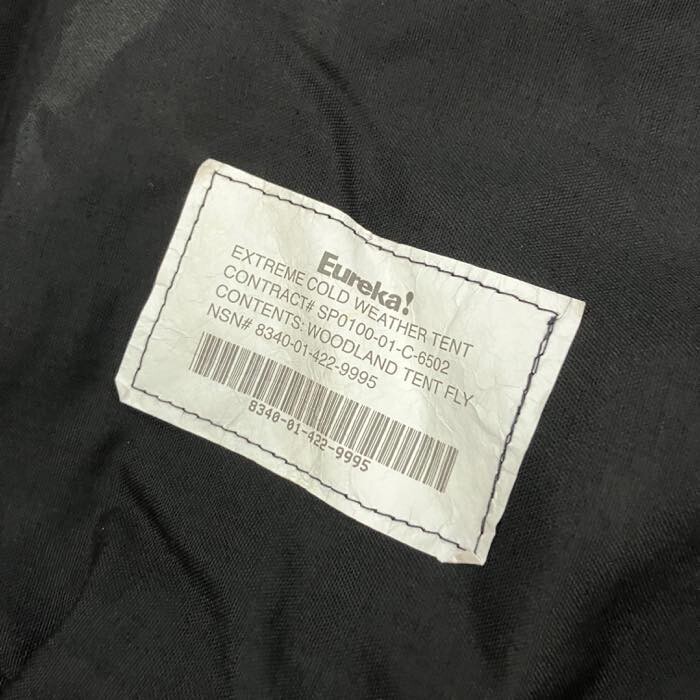 Eureka!
EXTREME COLD WEATHER TENT
CONTRACT# SP0100-01-C-6502
CONTENTS: WOODLAND TENT FLY
NSN# 8340-01-422-9995
8340-01-422-9995